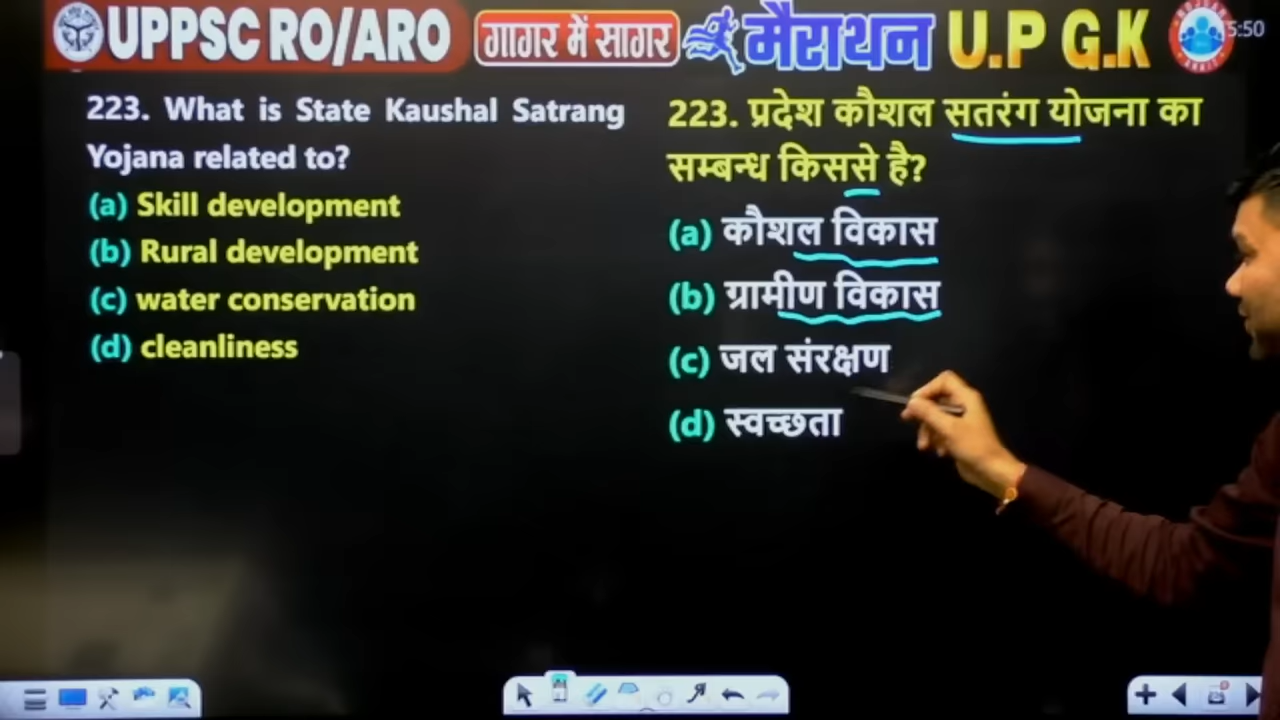 UPPSC RO/ARO गागर में सागर मैराथन U.P G.K
5:50
223. What is State Kaushal Satrang
Yojana related to?
(a) Skill development
(b) Rural development
(c) water conservation
(d) cleanliness
223. प्रदेश कौशल सतरंग योजना का
सम्बन्ध किससे है?
(a) कौशल विकास
(b) ग्रामीण विकास
(c) जल संरक्षण
(d) स्वच्छता